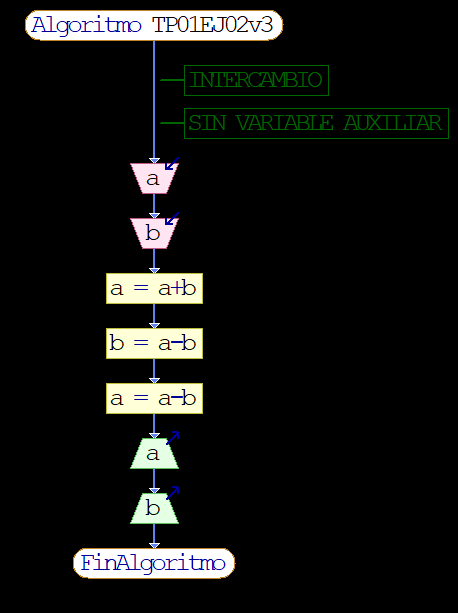 Algoritmo TP01EJ02v3
INTERCAMBIO
SIN VARIABLE AUXILIAR
a
b
a = a+b
b = a-b
a = a-b
a
b
FinAlgoritmo